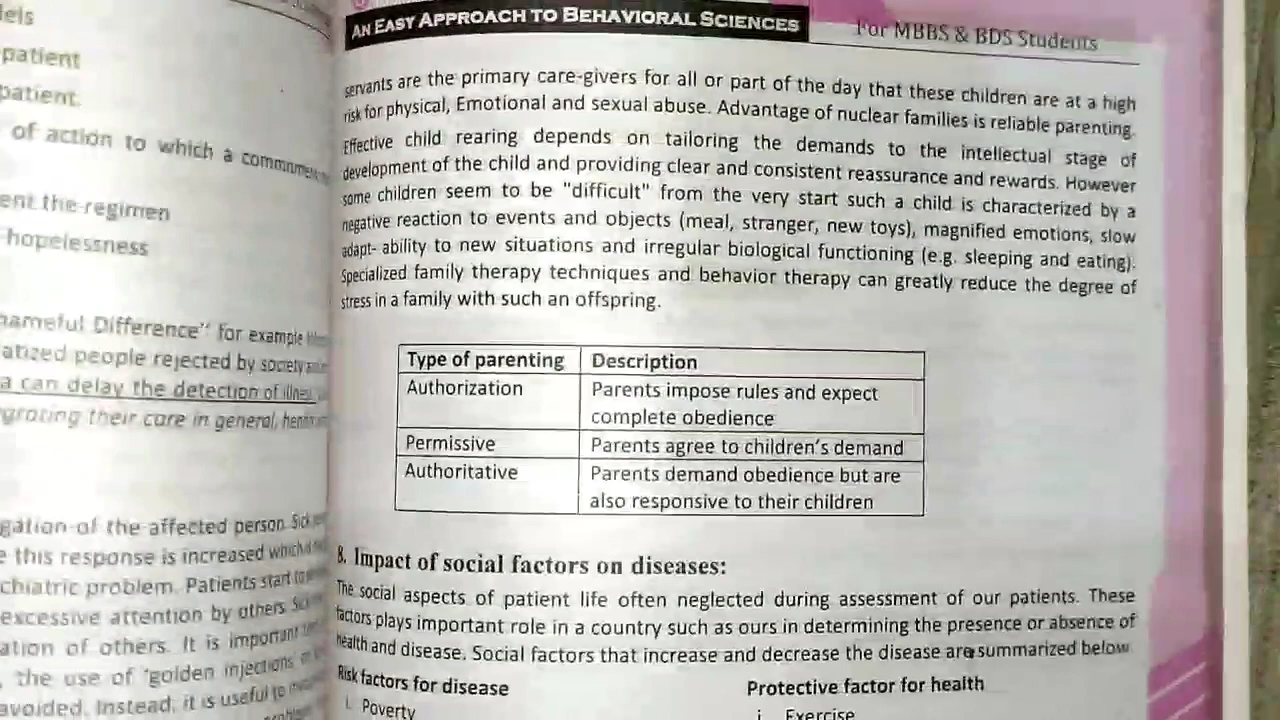 patient
patient.
of action to which a
ent the regimen
hopelessness
Difference" for example
people rejected by society
a can delay the detection of illness
their care in general,
gation of the affected person. Sick
e this response is increased which
chiatric problem. Patients start to
excessive attention by others
ation of others. It is important
the use of 'golden injections
avoided. Instead, it is useful to
AN EASY APPROACH TO BEHAVIORAL SCIENCES
For MBBS & BDS Students
servants are the primary care-givers for all or part of the day that these children are at a high
risk for physical, Emotional and sexual abuse. Advantage of nuclear families is reliable parenting.
Effective child rearing depends on tailoring the demands to the intellectual stage of
development of the child and providing clear and consistent reassurance and rewards. However
some children seem to be "difficult" from the very start such a child is characterized by a
negative reaction to events and objects (meal, stranger, new toys), magnified emotions, slow
adapt- ability to new situations and irregular biological functioning (e.g. sleeping and eating).
Specialized family therapy techniques and behavior therapy can greatly reduce the degree of
stress in a family with such an offspring.
Type of parenting Description
Authorization Parents impose rules and expect
complete obedience
Permissive Parents agree to children's demand
Authoritative Parents demand obedience but are
also responsive to their children
8. Impact of social factors on diseases:
The social aspects of patient life often neglected during assessment of our patients. These
factors plays important role in a country such as ours in determining the presence or absence of
health and disease. Social factors that increase and decrease the disease are summarized below
Risk factors for disease Protective factor for health
i. Poverty i. Exercise